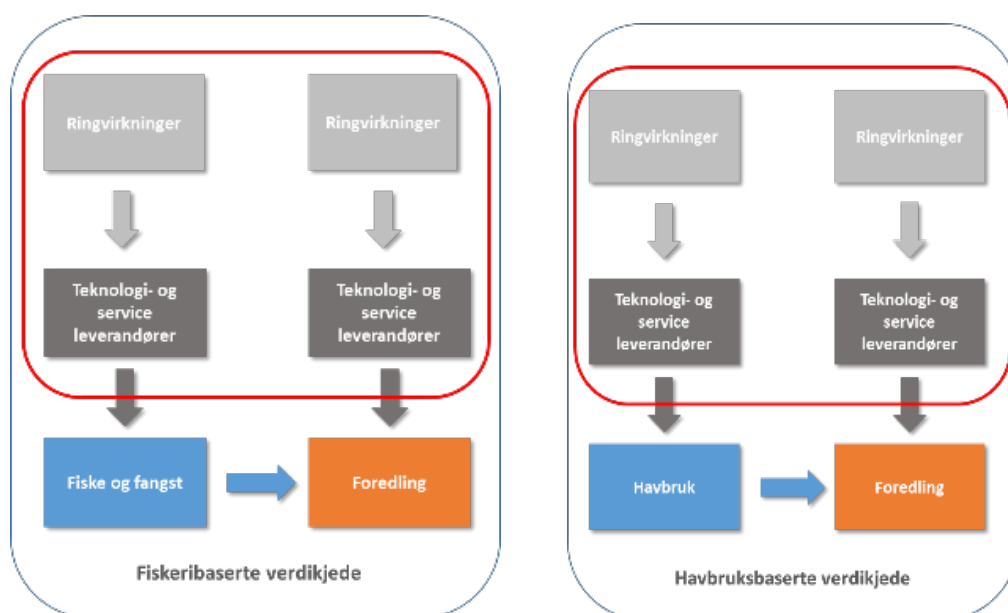 Ringvirkninger
Ringvirkninger
Teknologi- og
service
leverandører
Teknologi- og
service
leverandører
Fiske og fangst
Foredling
Fiskeribaserte verdikjede
Ringvirkninger
Ringvirkninger
Teknologi- og
service
leverandører
Teknologi- og
service
leverandører
Havbruk
Foredling
Havbruksbaserte verdikjede